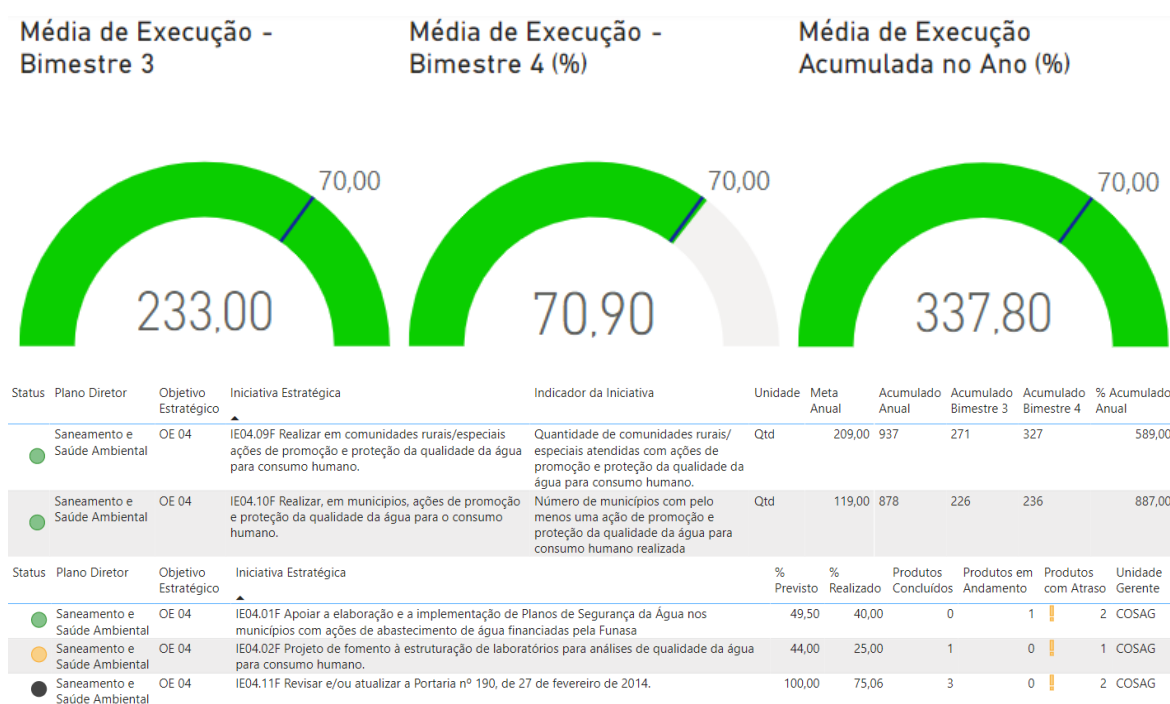 Média de Execução - Bimestre 3
Média de Execução - Bimestre 4 (%)
Média de Execução Acumulada no Ano (%)
70,00
233,00
70,00
70,90
70,00
337,80
Status Plano Diretor Objetivo Estratégico Iniciativa Estratégica Indicador da Iniciativa Unidade Meta Anual Acumulado Anual Acumulado Bimestre 3 Acumulado Bimestre 4 % Acumulado Anual
Saneamento e Saúde Ambiental OE 04 IE04.09F Realizar em comunidades rurais/especiais ações de promoção e proteção da qualidade da água para consumo humano. Quantidade de comunidades rurais/especiais atendidas com ações de promoção e proteção da qualidade da água para consumo humano. Qtd 209,00 937 271 327 589,00
Saneamento e Saúde Ambiental OE 04 IE04.10F Realizar, em municipios, ações de promoção e proteção da qualidade da água para o consumo humano. Número de municípios com pelo menos uma ação de promoção e proteção da qualidade da água para consumo humano realizada Qtd 119,00 878 226 236 887,00
Status Plano Diretor Objetivo Estratégico Iniciativa Estratégica % Previsto % Realizado Produtos Concluídos Produtos em Andamento Produtos com Atraso Unidade Gerente
Saneamento e Saúde Ambiental OE 04 IE04.01F Apoiar a elaboração e a implementação de Planos de Segurança da Água nos municípios com ações de abastecimento de água financiadas pela Funasa 49,50 40,00 0 1 2 COSAG
Saneamento e Saúde Ambiental OE 04 IE04.02F Projeto de fomento à estruturação de laboratórios para análises de qualidade da água para consumo humano. 44,00 25,00 1 0 1 COSAG
Saneamento e Saúde Ambiental OE 04 IE04.11F Revisar e/ou atualizar a Portaria nº 190, de 27 de fevereiro de 2014. 100,00 75,06 3 0 2 COSAG